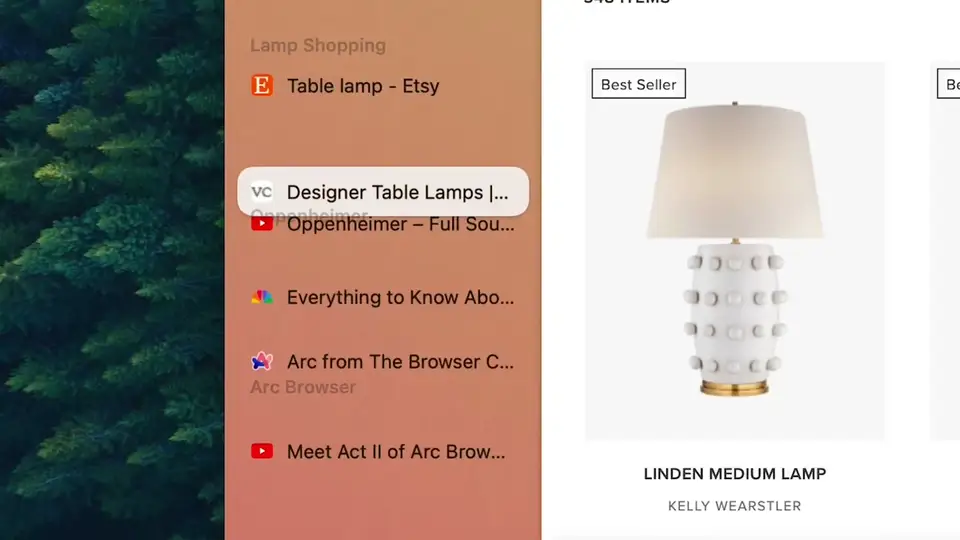 Lamp Shopping
Table lamp - Etsy
Designer Table Lamps |...
Oppenheimer
Oppenheimer – Full Sou...
Everything to Know Abo...
Arc from The Browser C...
Arc Browser
Meet Act II of Arc Brow...
Best Seller
LINDEN MEDIUM LAMP
KELLY WEARSTLER